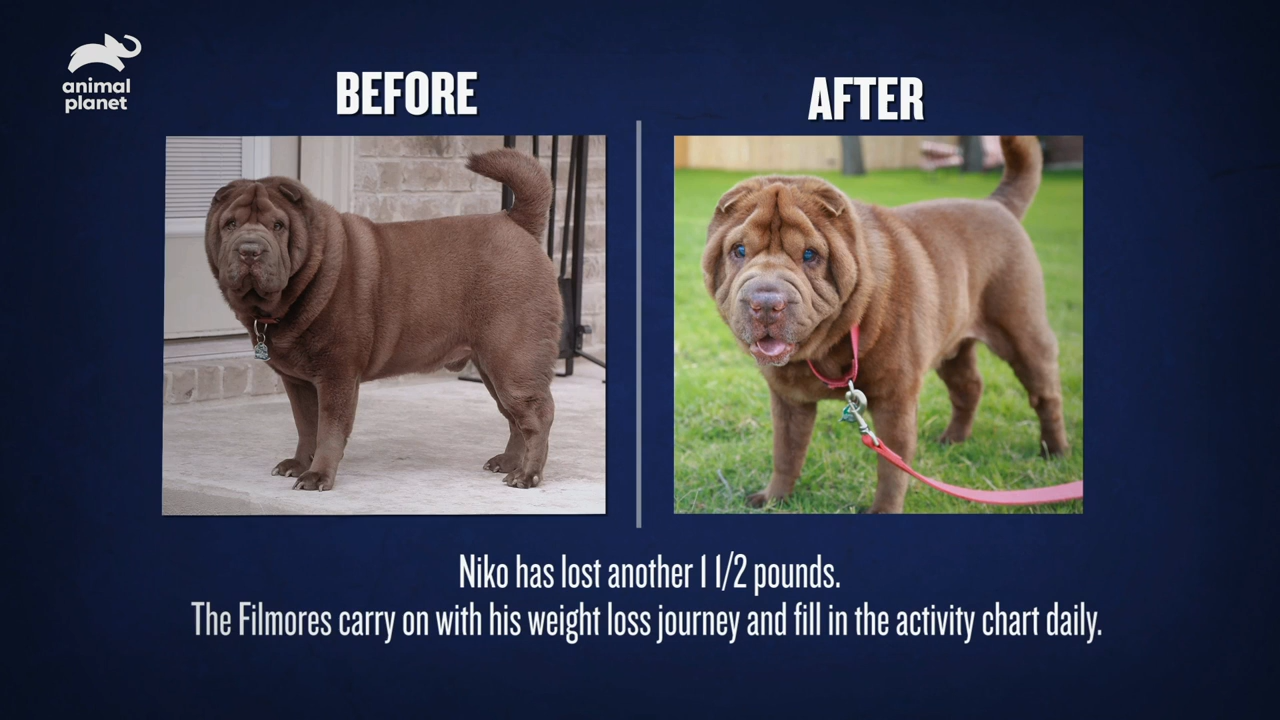 animal
planet
BEFORE
AFTER
Niko has lost another 1 1/2 pounds.
The Filmores carry on with his weight loss journey and fill in the activity chart daily.